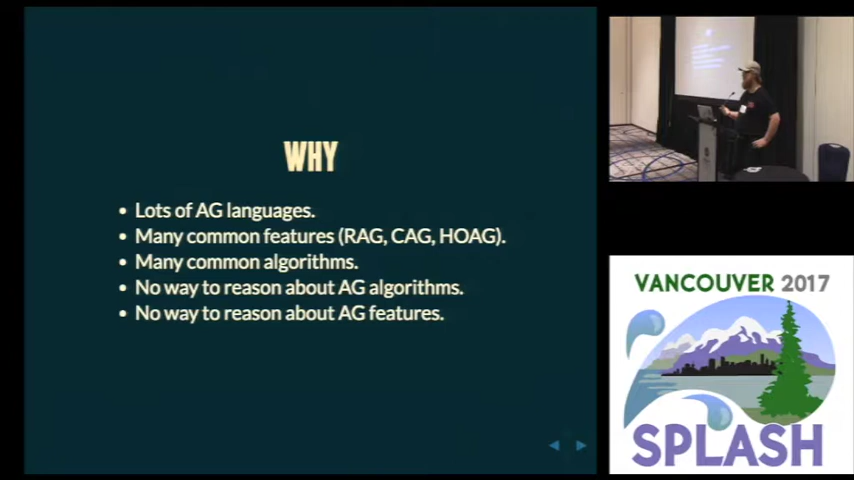 WHY
• Lots of AG languages.
• Many common features (RAG, CAG, HOAG).
• Many common algorithms.
• No way to reason about AG algorithms.
• No way to reason about AG features.
VANCOUVER 2017
SPLASH